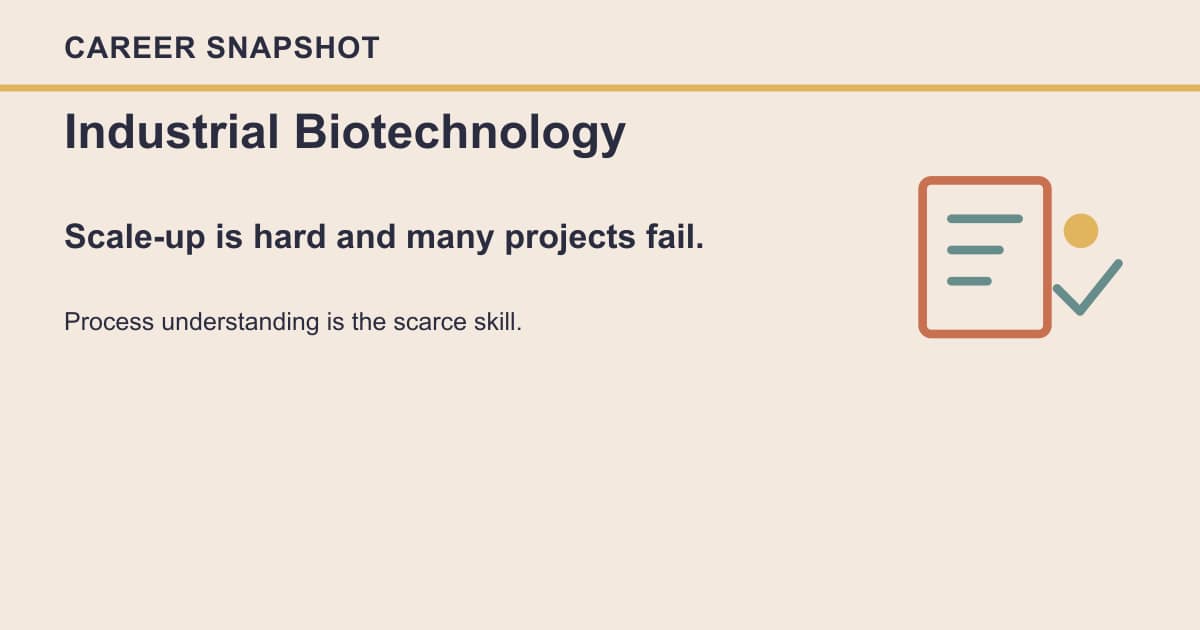 CAREER SNAPSHOT
Industrial Biotechnology
Scale-up is hard and many projects fail.
Process understanding is the scarce skill.